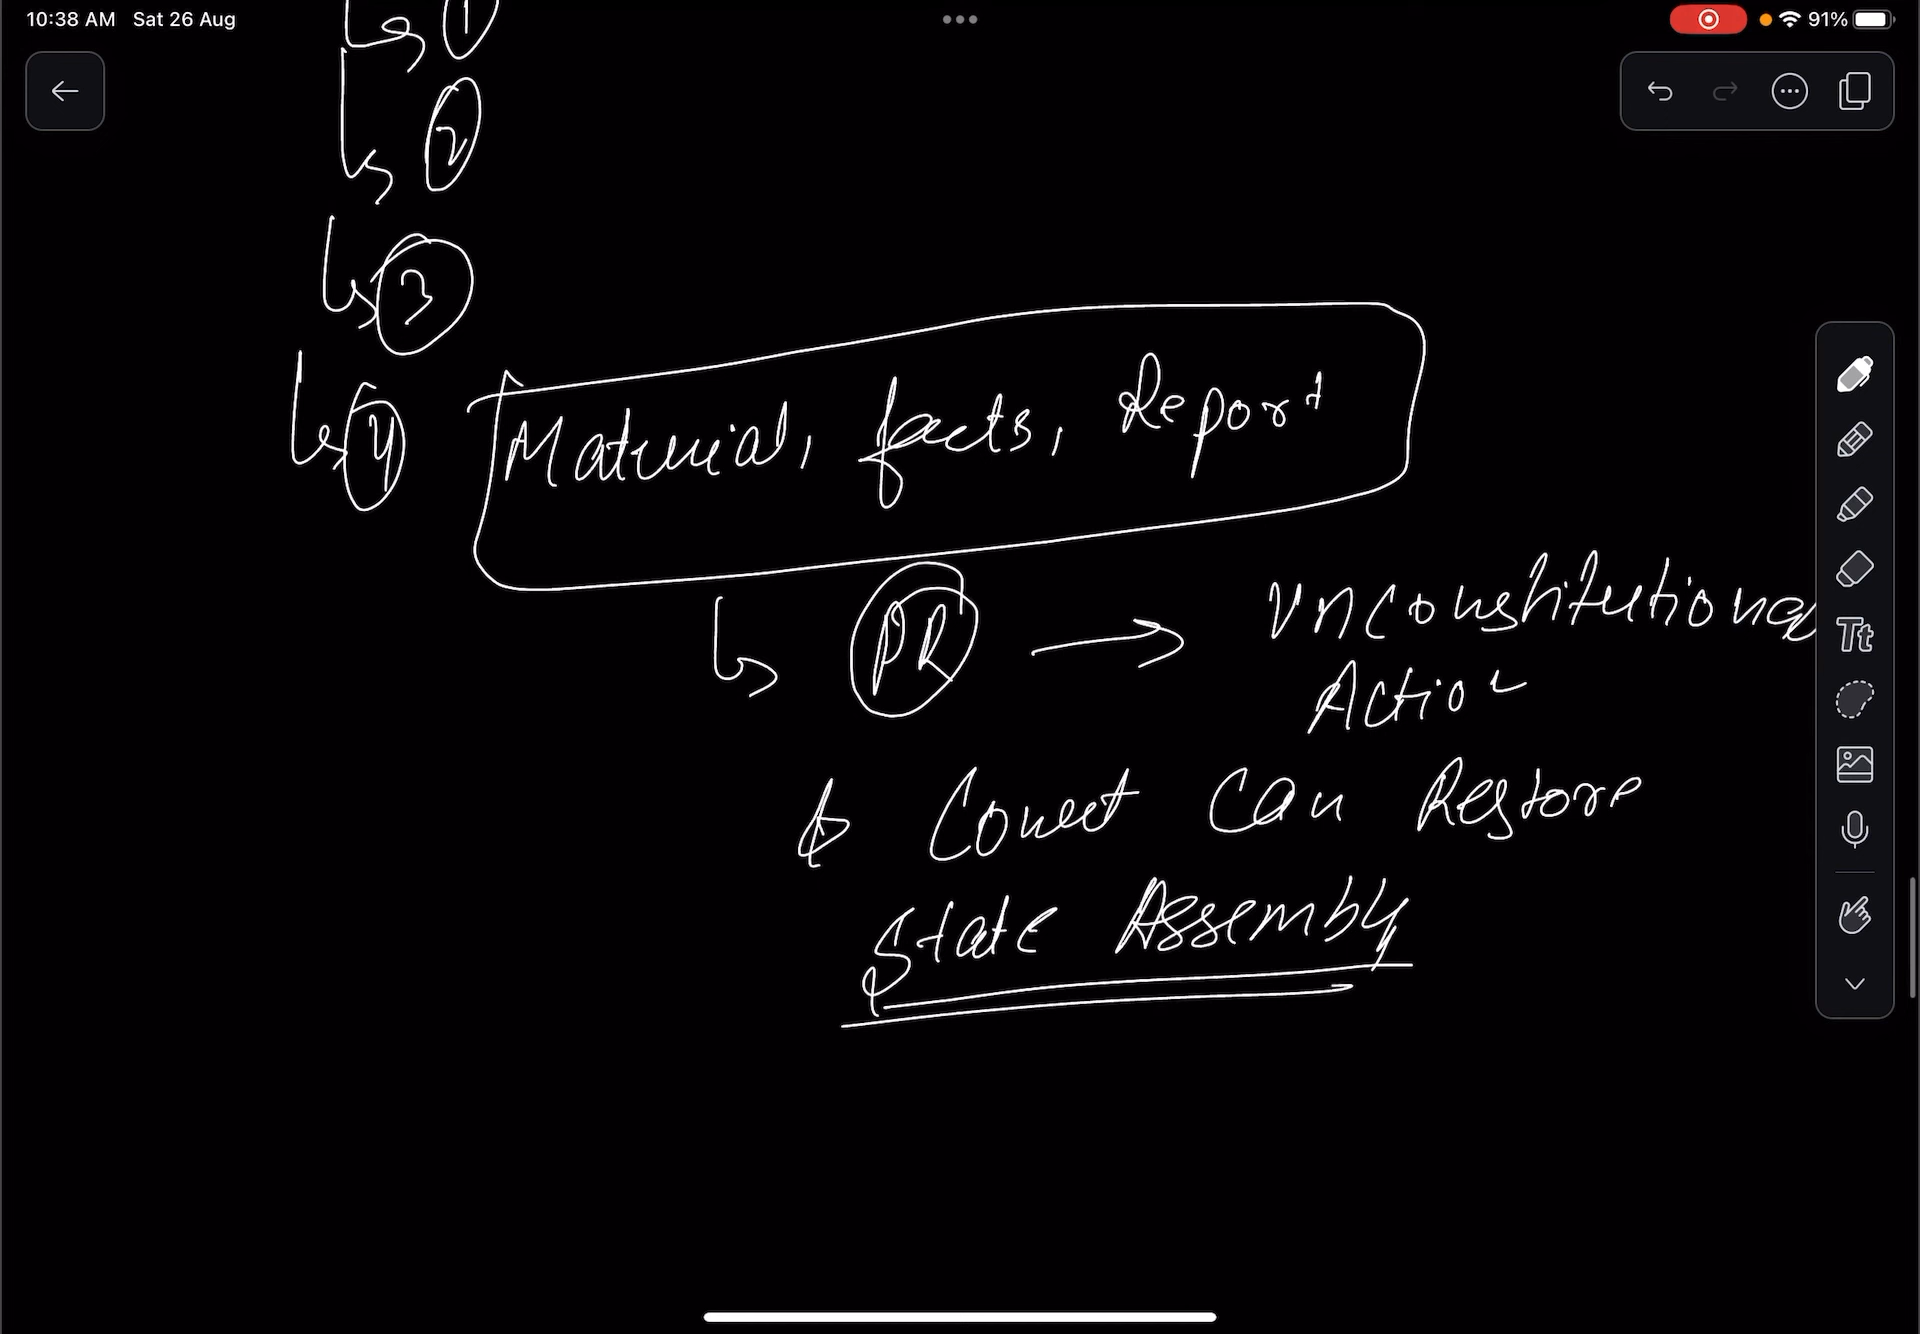 10:38 AM Sat 26 Aug
91%
1
2
3
4 Material, facts, Report
PR → Unconstitutional
Action
Court Can Restore
State Assembly
Tt